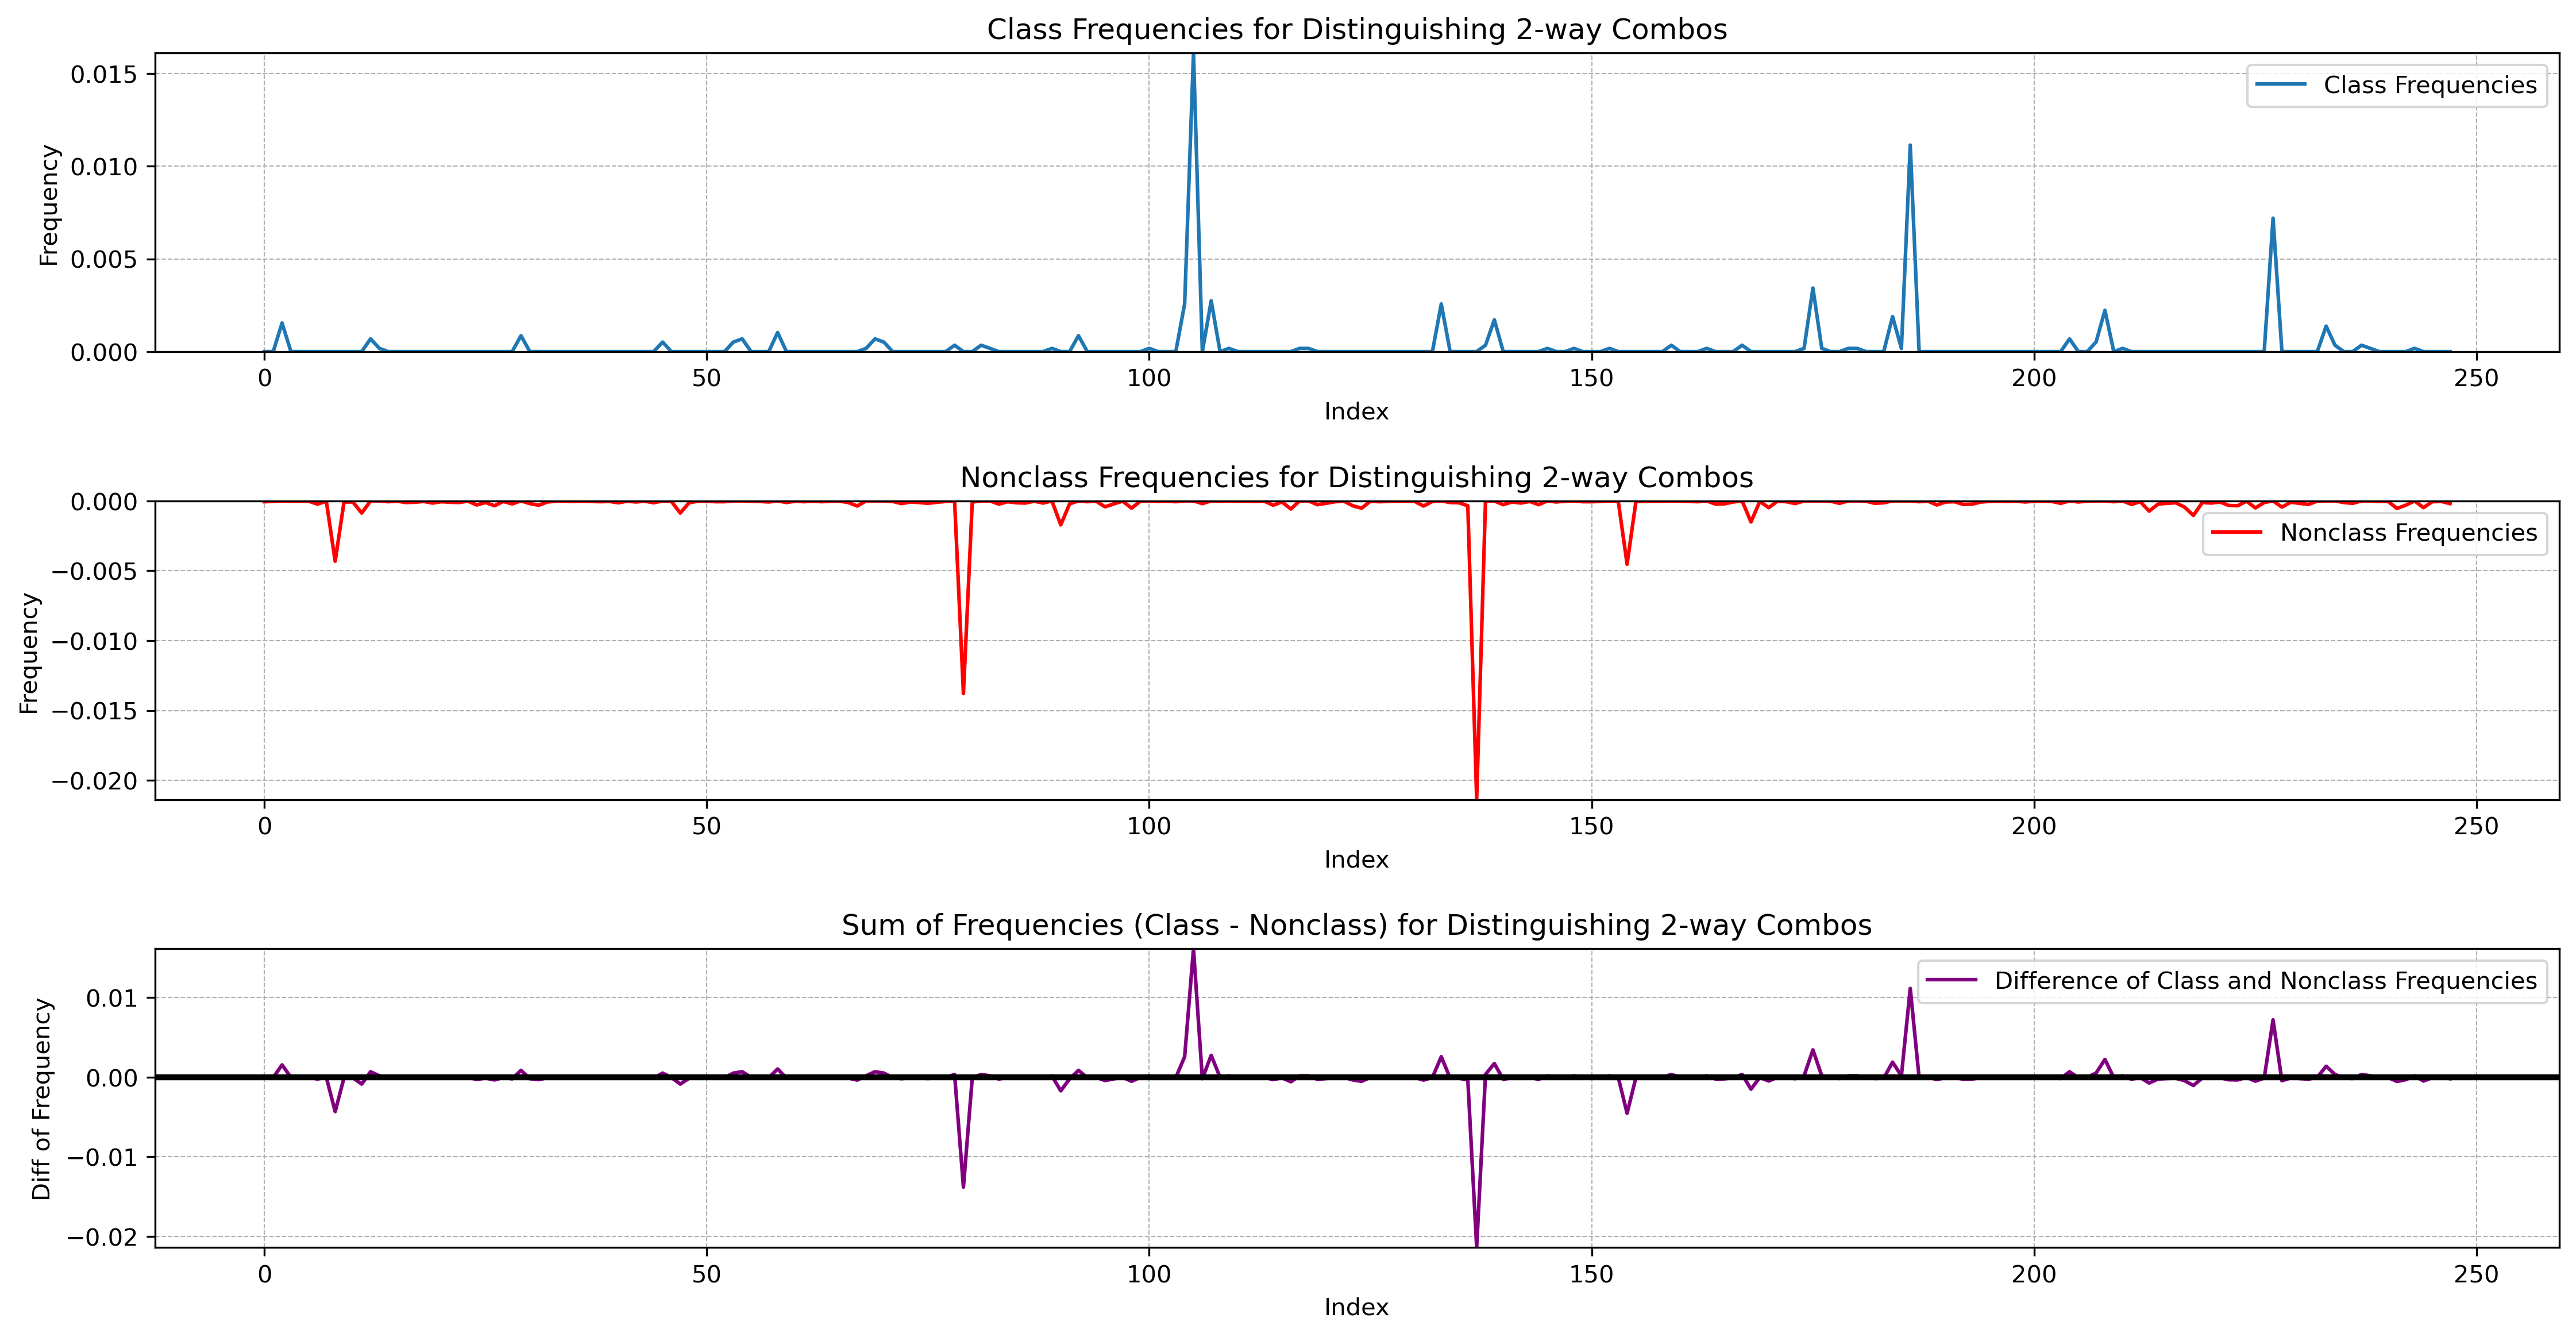 Class Frequencies for Distinguishing 2-way Combos
Class Frequencies
Frequency
0.015
0.010
0.005
0.000
0 50 100 150 200 250
Index
Nonclass Frequencies for Distinguishing 2-way Combos
Nonclass Frequencies
Frequency
0.000
−0.005
−0.010
−0.015
−0.020
0 50 100 150 200 250
Index
Sum of Frequencies (Class - Nonclass) for Distinguishing 2-way Combos
Difference of Class and Nonclass Frequencies
Diff of Frequency
0.01
0.00
−0.01
−0.02
0 50 100 150 200 250
Index